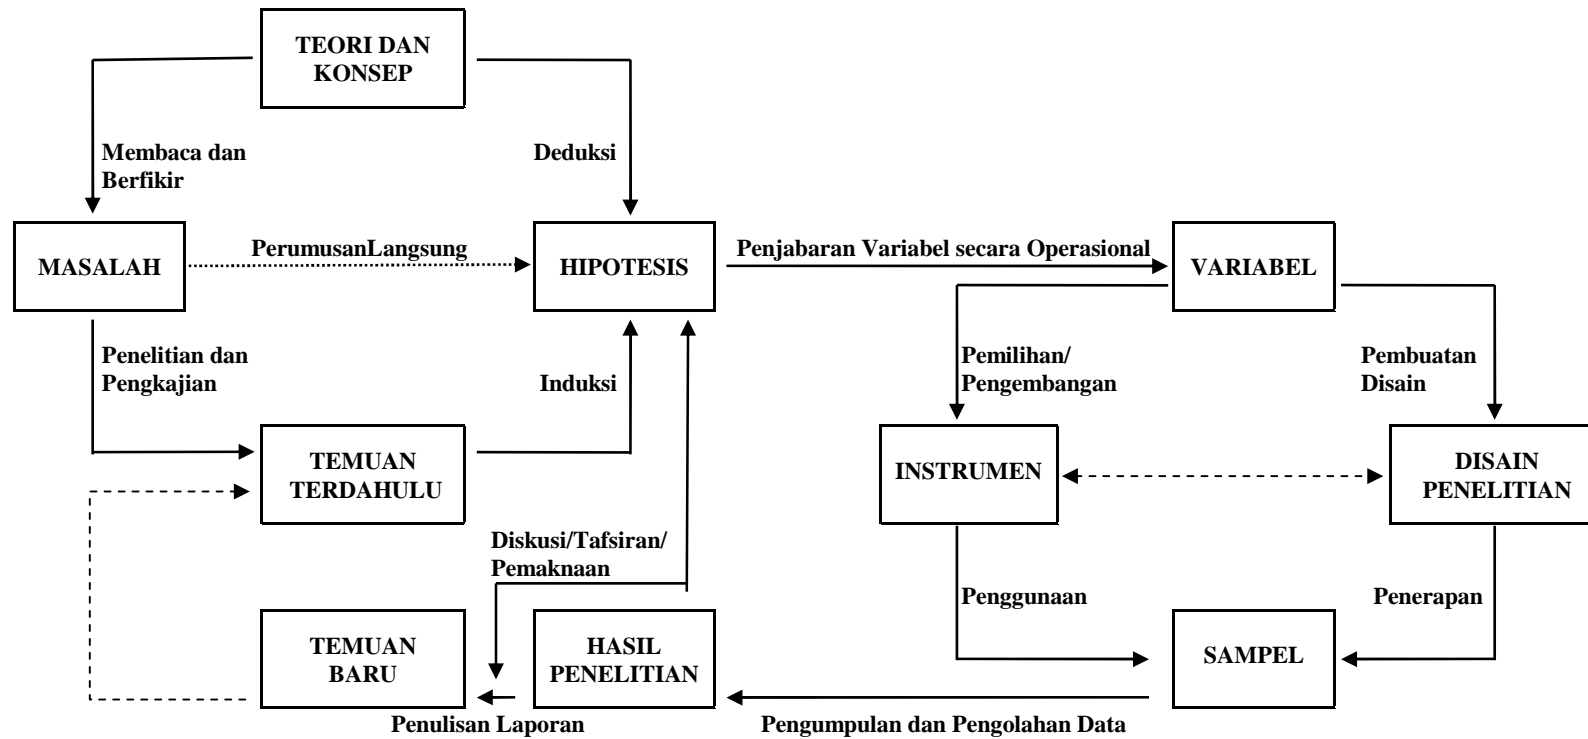 TEORI DAN
KONSEP
Membaca dan
Berfikir
Deduksi
MASALAH
PerumusanLangsung
HIPOTESIS
Penjabaran Variabel secara Operasional
VARIABEL
Penelitian dan
Pengkajian
Induksi
Pemilihan/
Pengembangan
Pembuatan
Disain
TEMUAN
TERDAHULU
INSTRUMEN
DISAIN
PENELITIAN
Diskusi/Tafsiran/
Pemaknaan
Penggunaan
Penerapan
TEMUAN
BARU
HASIL
PENELITIAN
SAMPEL
Penulisan Laporan
Pengumpulan dan Pengolahan Data